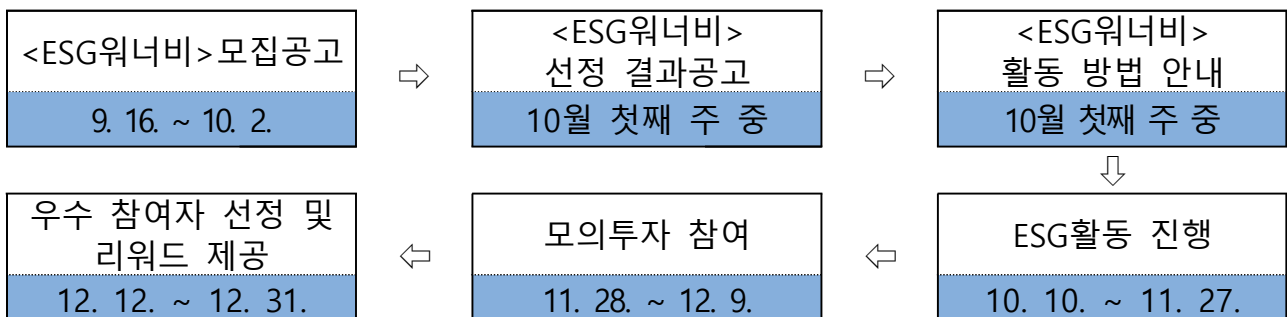 <ESG워너비>모집공고
9. 16. ~ 10. 2.
<ESG워너비>
선정 결과공고
10월 첫째 주 중
<ESG워너비>
활동 방법 안내
10월 첫째 주 중
ESG활동 진행
10. 10. ~ 11. 27.
모의투자 참여
11. 28. ~ 12. 9.
우수 참여자 선정 및
리워드 제공
12. 12. ~ 12. 31.